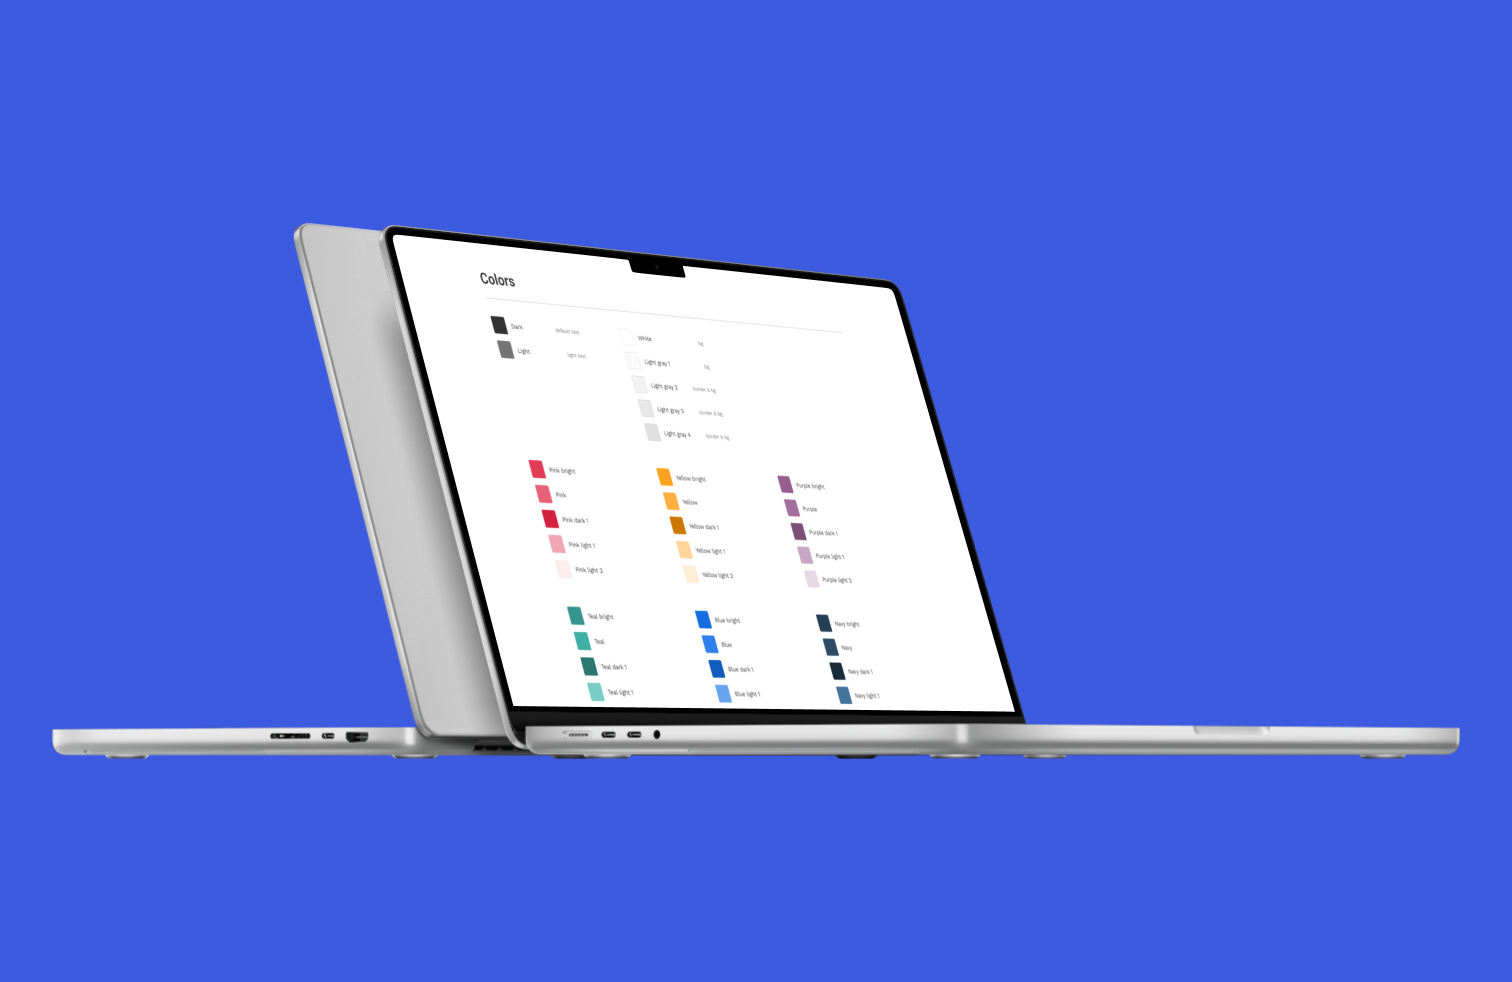 Colors
Dark default text
Light light text
White bg
Light gray 1 bg
Light gray 2 border & bg
Light gray 3 border & bg
Light gray 4 border & bg
Pink bright
Pink
Pink dark 1
Pink light 1
Pink light 2
Yellow bright
Yellow
Yellow dark 1
Yellow light 1
Yellow light 2
Purple bright
Purple
Purple dark 1
Purple light 1
Purple light 2
Teal bright
Teal
Teal dark 1
Teal light 1
Blue bright
Blue
Blue dark 1
Blue light 1
Navy bright
Navy
Navy dark 1
Navy light 1